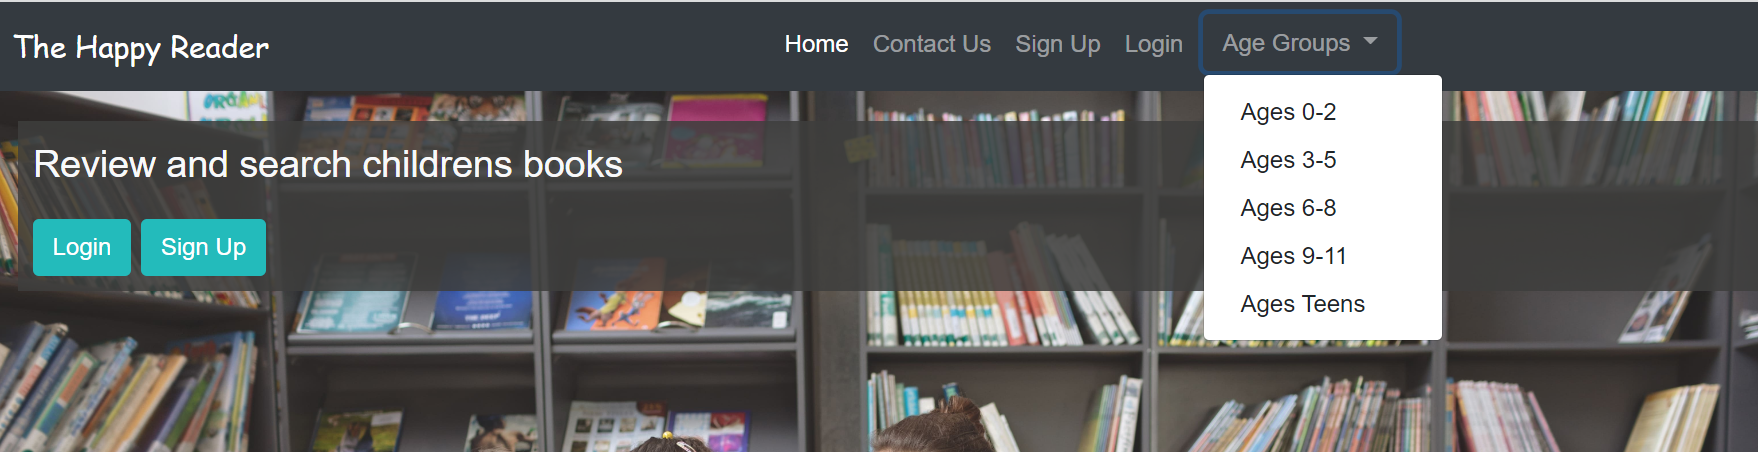 The Happy Reader
Home Contact Us Sign Up Login Age Groups
Ages 0-2
Ages 3-5
Ages 6-8
Ages 9-11
Ages Teens
Review and search childrens books
Login Sign Up